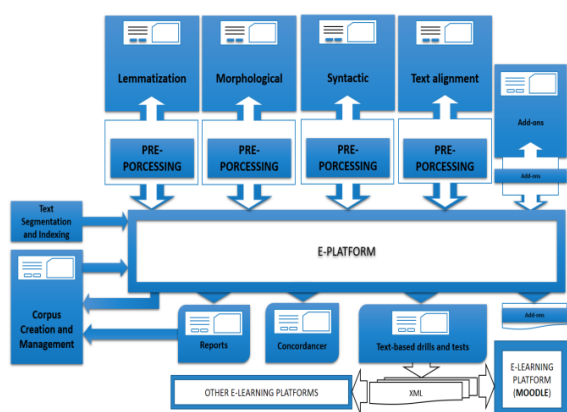 Lemmatization
Morphological
Syntactic
Text alignment
Add-ons
PRE-
PORCESSING
PRE-
PORCESSING
PRE-
PORCESSING
PRE-
PORCESSING
Add-ons
Text
Segmentation
and Indexing
E-PLATFORM
Corpus
Creation and
Management
Reports
Concordancer
Text-based drills and tests
Add-ons
OTHER E-LEARNING PLATFORMS
XML
E-LEARNING
PLATFORM
(MOODLE)